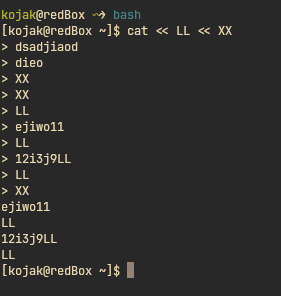 kojak@redBox ~> bash
[kojak@redBox ~]$ cat << LL << XX
> dsadjiaod
> dieo
> XX
> XX
> LL
> ejiwo11
> LL
> 12i3j9LL
> LL
> XX
ejiwo11
LL
12i3j9LL
LL
[kojak@redBox ~]$